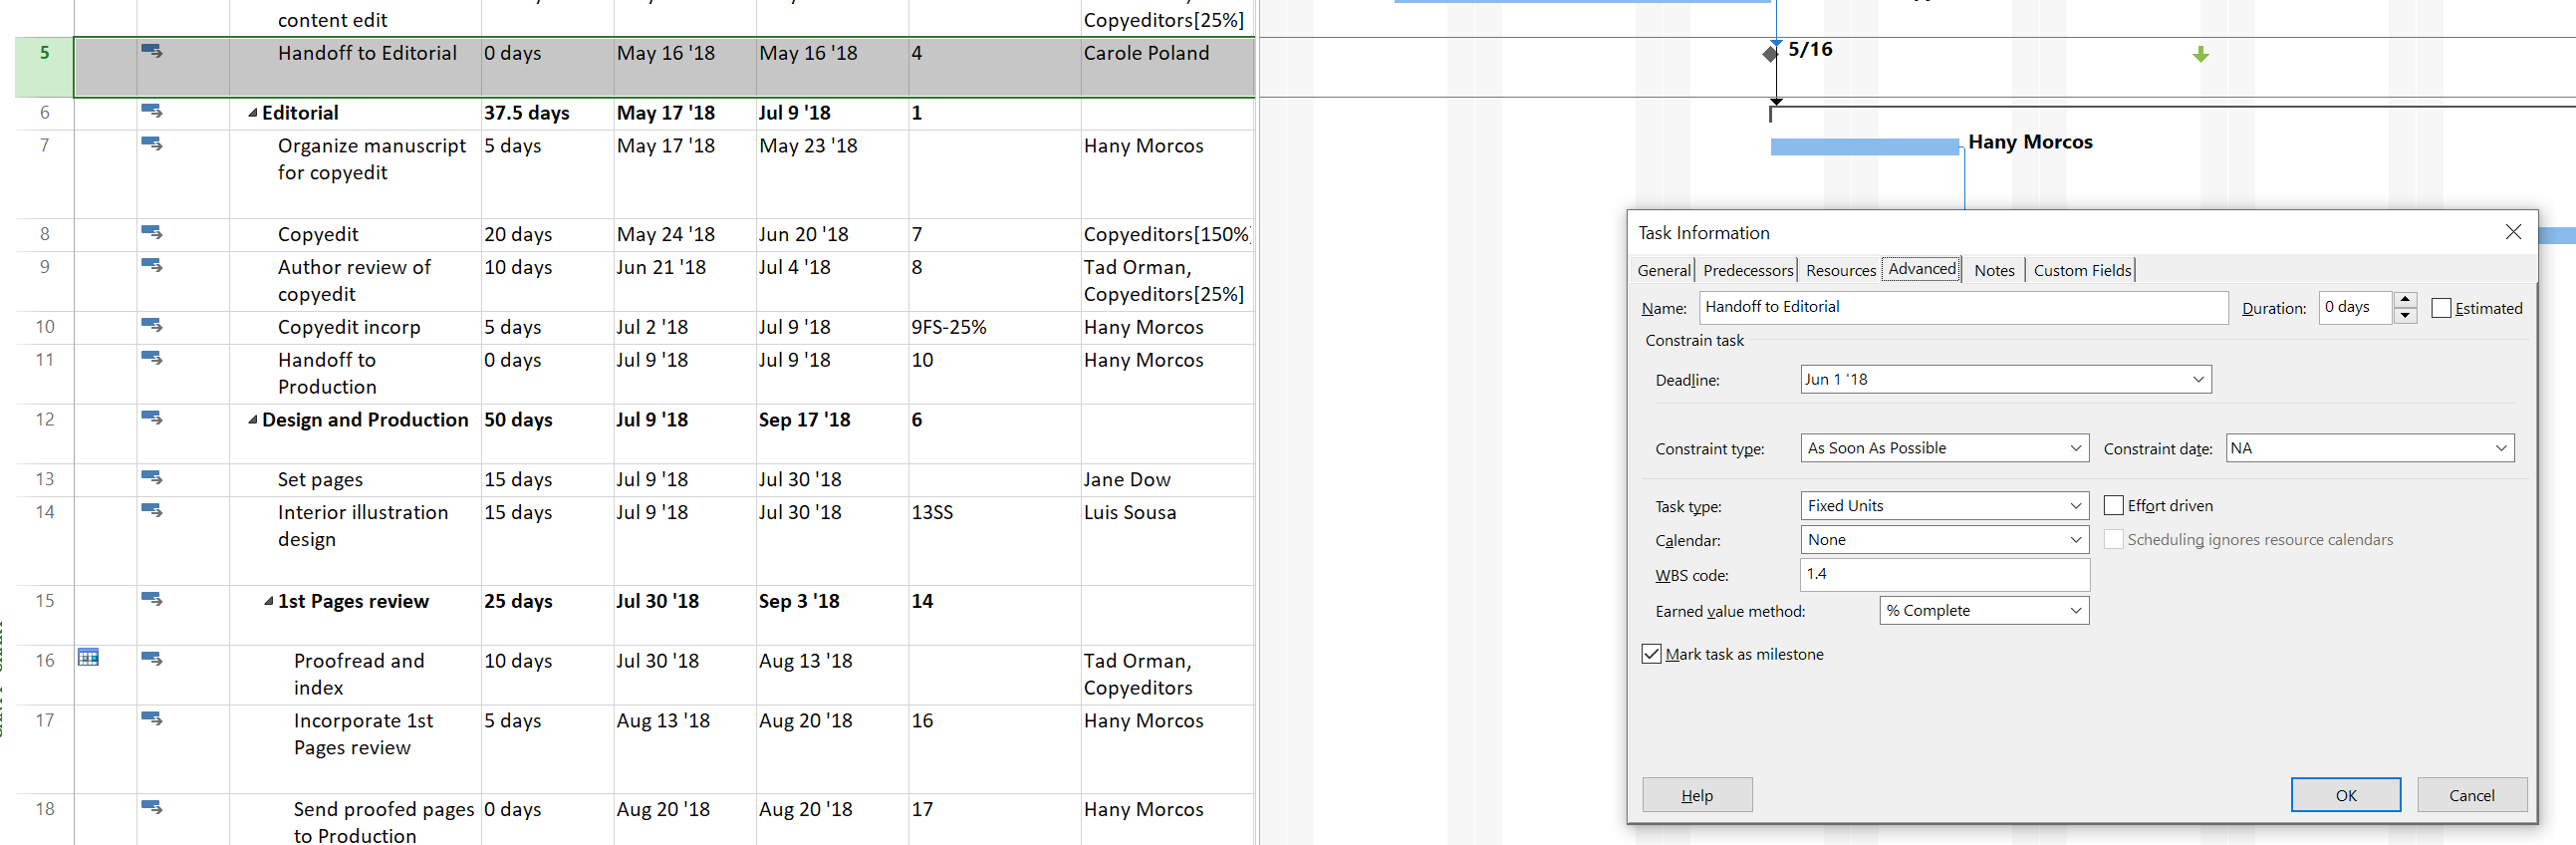 content edit Copyeditors[25%]
5 Handoff to Editorial 0 days May 16 '18 May 16 '18 4 Carole Poland 5/16
6 Editorial 37.5 days May 17 '18 Jul 9 '18 1
7 Organize manuscript 5 days May 17 '18 May 23 '18 Hany Morcos Hany Morcos
for copyedit
8 Copyedit 20 days May 24 '18 Jun 20 '18 7 Copyeditors[150%]
9 Author review of 10 days Jun 21 '18 Jul 4 '18 8 Tad Orman,
copyedit Copyeditors[25%]
10 Copyedit incorp 5 days Jul 2 '18 Jul 9 '18 9FS-25% Hany Morcos
11 Handoff to 0 days Jul 9 '18 Jul 9 '18 10 Hany Morcos
Production
12 Design and Production 50 days Jul 9 '18 Sep 17 '18 6
13 Set pages 15 days Jul 9 '18 Jul 30 '18 Jane Dow
14 Interior illustration 15 days Jul 9 '18 Jul 30 '18 13SS Luis Sousa
design
15 1st Pages review 25 days Jul 30 '18 Sep 3 '18 14
16 Proofread and 10 days Jul 30 '18 Aug 13 '18 Tad Orman,
index Copyeditors
17 Incorporate 1st 5 days Aug 13 '18 Aug 20 '18 16 Hany Morcos
Pages review
18 Send proofed pages 0 days Aug 20 '18 Aug 20 '18 17 Hany Morcos
to Production
Task Information
General Predecessors Resources Advanced Notes Custom Fields
Name: Handoff to Editorial Duration: 0 days Estimated
Constrain task
Deadline: Jun 1 '18
Constraint type: As Soon As Possible Constraint date: NA
Task type: Fixed Units Effort driven
Calendar: None Scheduling ignores resource calendars
WBS code: 1.4
Earned value method: % Complete
Mark task as milestone
Help OK Cancel